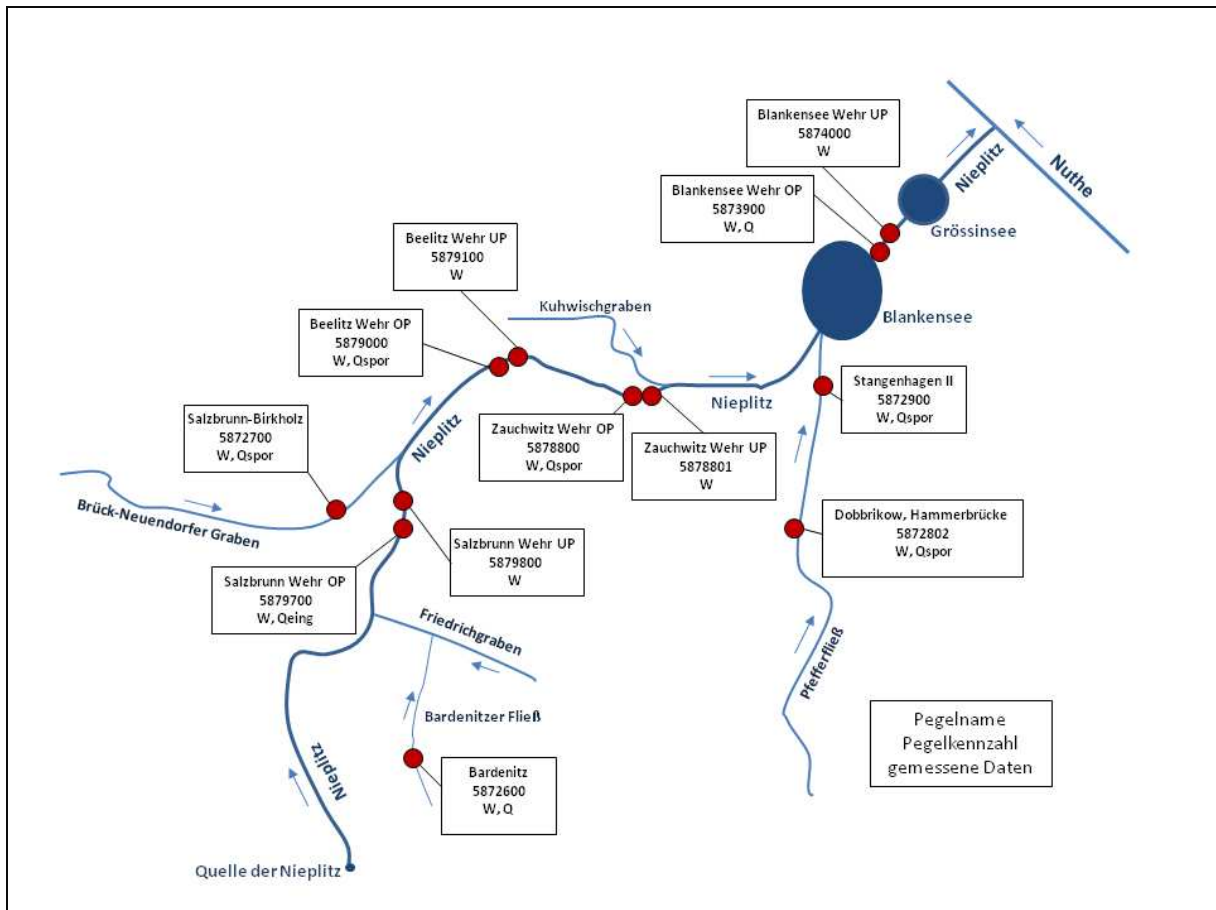 Blankensee Wehr UP
5874000
W
Blankensee Wehr OP
5873900
W, Q
Nieplitz
Nuthe
Grössinsee
Beelitz Wehr UP
5879100
W
Kuhwischgraben
Blankensee
Beelitz Wehr OP
5879000
W, Qspor
Stangenhagen II
5872900
W, Qspor
Nieplitz
Salzbrunn-Birkholz
5872700
W, Qspor
Nieplitz
Zauchwitz Wehr OP
5878800
W, Qspor
Zauchwitz Wehr UP
5878801
W
Brück-Neuendorfer Graben
Dobbrikow, Hammerbrücke
5872802
W, Qspor
Salzbrunn Wehr UP
5879800
W
Salzbrunn Wehr OP
5879700
W, Qeing
Friedrichgraben
Pfefferfließ
Bardenitzer Fließ
Pegelname
Pegelkennzahl
gemessene Daten
Nieplitz
Bardenitz
5872600
W, Q
Quelle der Nieplitz